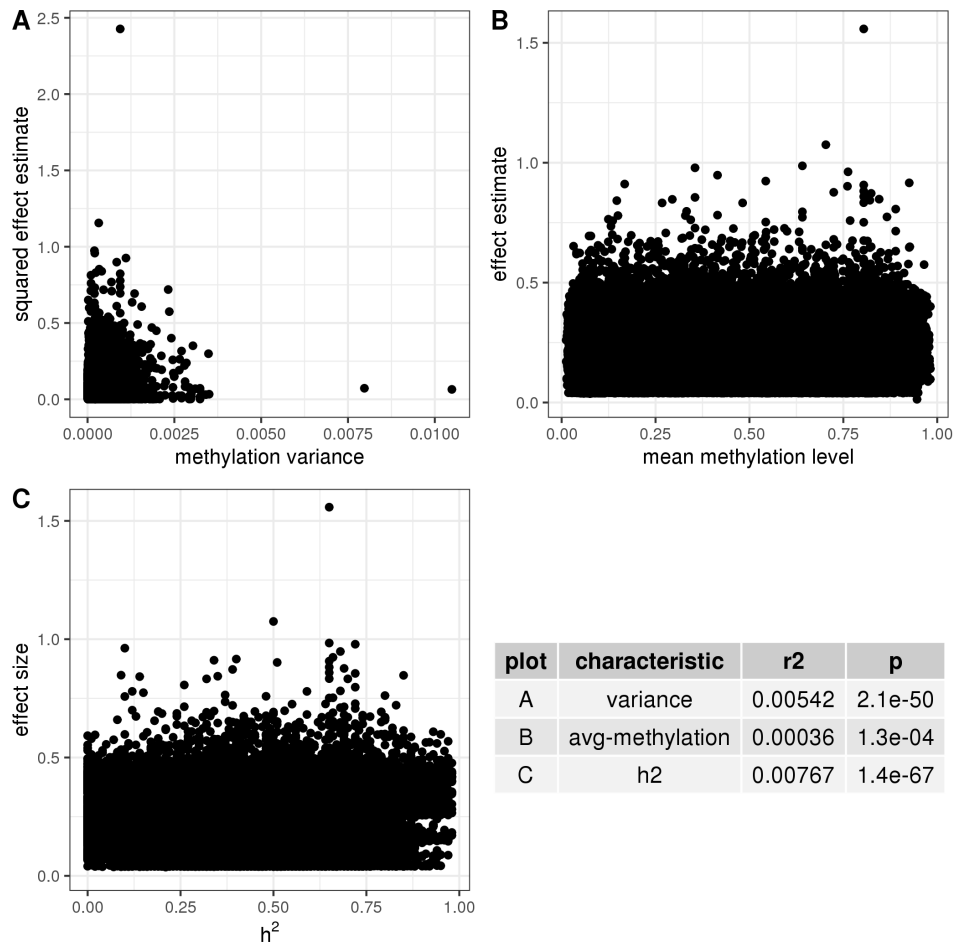 A
2.5
2.0
1.5
1.0
0.5
0.0
squared effect estimate
0.0000 0.0025 0.0050 0.0075 0.0100
methylation variance
B
1.5
1.0
0.5
0.0
effect estimate
0.00 0.25 0.50 0.75 1.00
mean methylation level
C
1.5
1.0
0.5
0.0
effect size
0.00 0.25 0.50 0.75 1.00
h²
plot characteristic r2 p
A variance 0.00542 2.1e-50
B avg-methylation 0.00036 1.3e-04
C h2 0.00767 1.4e-67